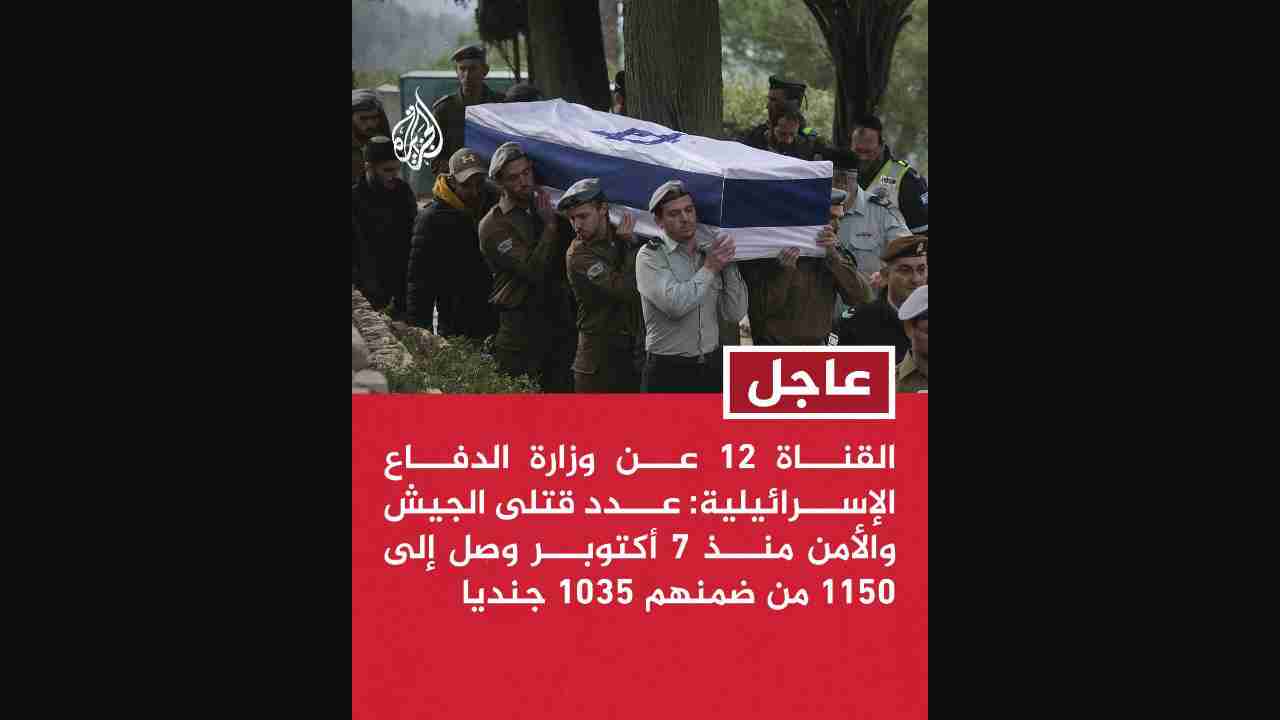 الجزيرة
عاجل
القناة 12 عن وزارة الدفاع
الإسرائيلية: عدد قتلى الجيش
والأمن منذ 7 أكتوبر وصل إلى
1150 من ضمنهم 1035 جنديا